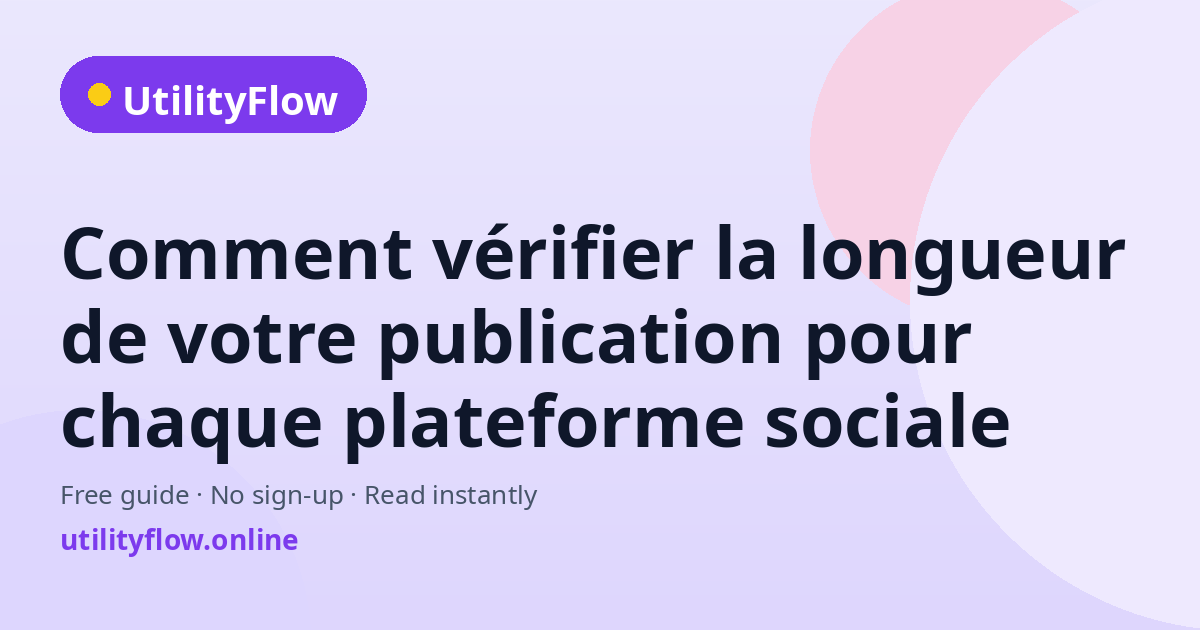 UtilityFlow
Comment vérifier la longueur
de votre publication pour
chaque plateforme sociale
Free guide · No sign-up · Read instantly
utilityflow.online